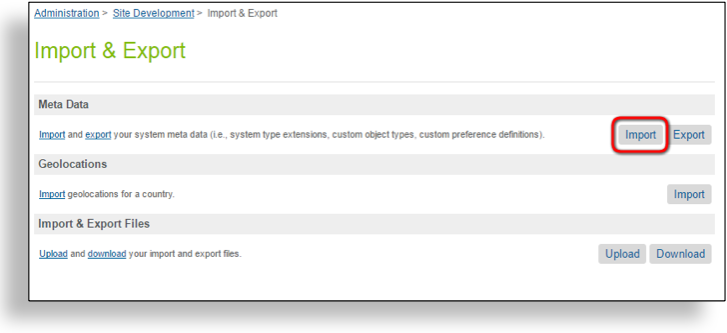 Administration > Site Development > Import & Export
Import & Export
Meta Data
Import and export your system meta data (i.e., system type extensions, custom object types, custom preference definitions). Import Export
Geolocations
Import geolocations for a country. Import
Import & Export Files
Upload and download your import and export files. Upload Download